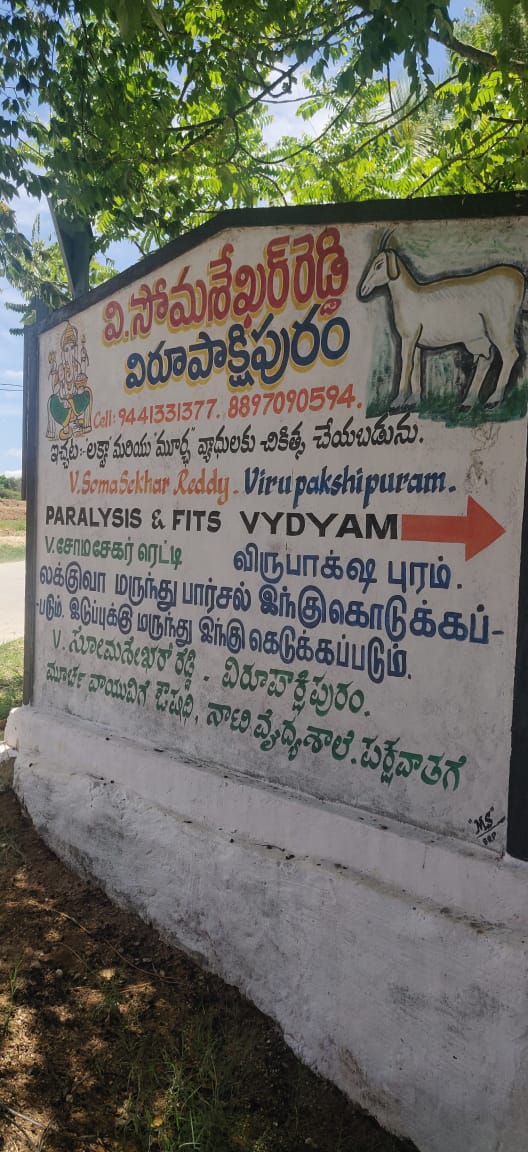 వి.సోమశేఖర్ రెడ్డి
విరూపాక్షిపురం
Cell: 9441331377. 8897090594.
ఇచ్చట:-"లక్వా" మరియు "మూర్ఛ" వ్యాధులకు చికిత్స చేయబడును.
V.SomaSekhar Reddy. Virupakshipuram.
PARALYSIS & FITS VYDYAM
V.சோமசேகர் ரெட்டி விருபாக்ஷ புரம்.
லக்குவா மருந்து பார்சல் இங்கு கொடுக்கப்-
-படும். இடுப்புக்கு மருந்து இங்கு கெடுக்கப்படும்.
V. ಸೋಮಶೇಖರ್ ರೆಡ್ಡಿ - ವಿರೂಪಾಕ್ಷಿಪುರಂ.
ಮೂರ್ಛೆ ವಾಯುವಿಗೆ ಔಷಧಿ, ನಾಟಿ ವೈದ್ಯಶಾಲೆ. ಪಕ್ಷವಾತಗೆ
"MS"
BRP